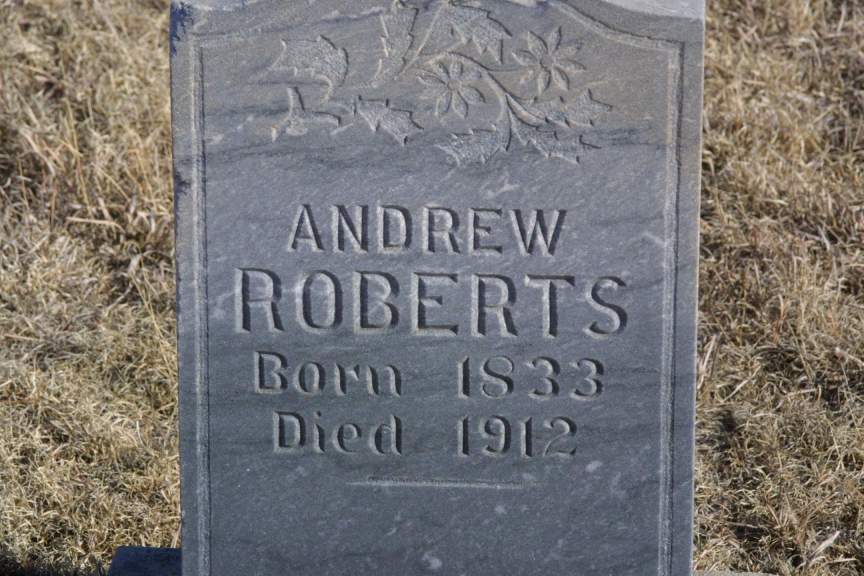 ANDREW
ROBERTS
Born 1833
Died 1912